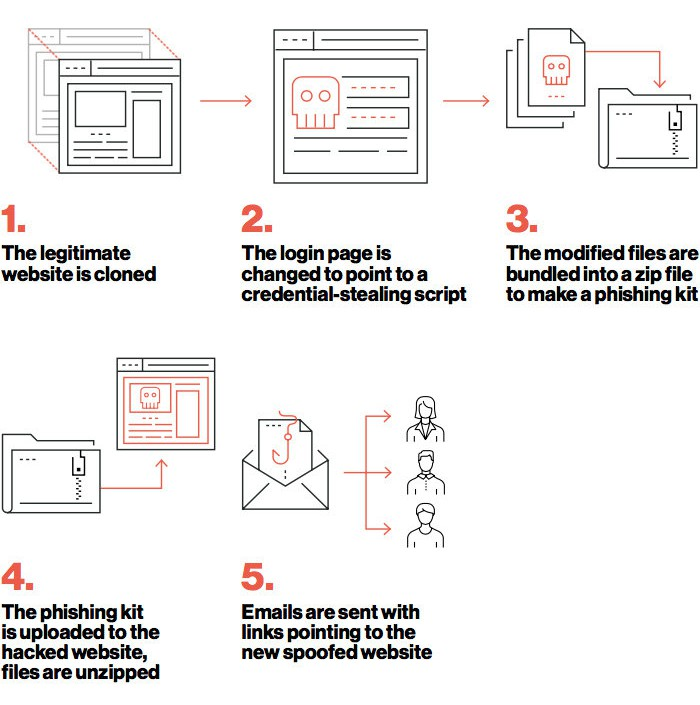 1.
The legitimate
website is cloned
2.
The login page is
changed to point to a
credential-stealing script
3.
The modified files are
bundled into a zip file
to make a phishing kit
4.
The phishing kit
is uploaded to the
hacked website,
files are unzipped
5.
Emails are sent with
links pointing to the
new spoofed website